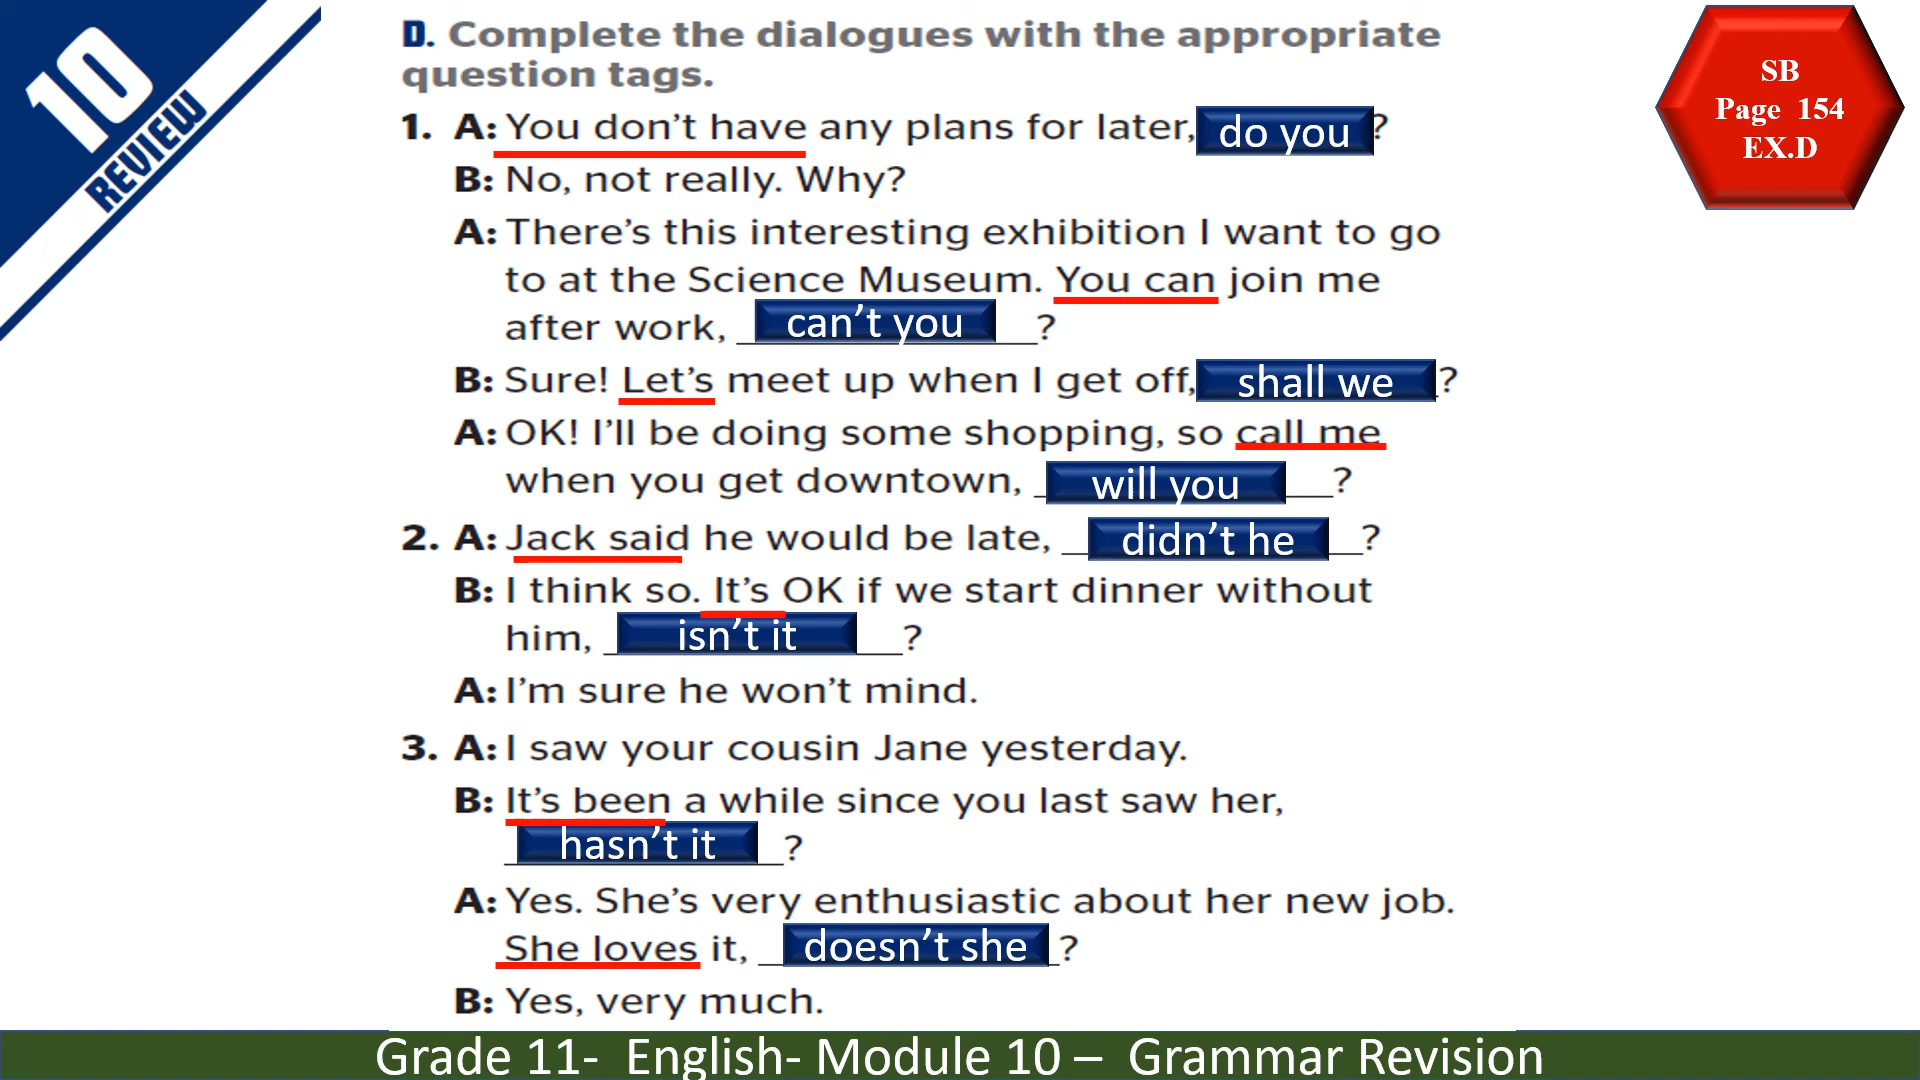 10
REVIEW
D. Complete the dialogues with the appropriate
question tags.
1. A: You don't have any plans for later, do you?
B: No, not really. Why?
A: There's this interesting exhibition I want to go
to at the Science Museum. You can join me
after work, can't you?
B: Sure! Let's meet up when I get off, shall we?
A: OK! I'll be doing some shopping, so call me
when you get downtown, will you?
2. A: Jack said he would be late, didn't he?
B: I think so. It's OK if we start dinner without
him, isn't it?
A: I'm sure he won't mind.
3. A: I saw your cousin Jane yesterday.
B: It's been a while since you last saw her,
hasn't it?
A: Yes. She's very enthusiastic about her new job.
She loves it, doesn't she?
B: Yes, very much.
SB
Page 154
EX.D
Grade 11- English- Module 10 – Grammar Revision